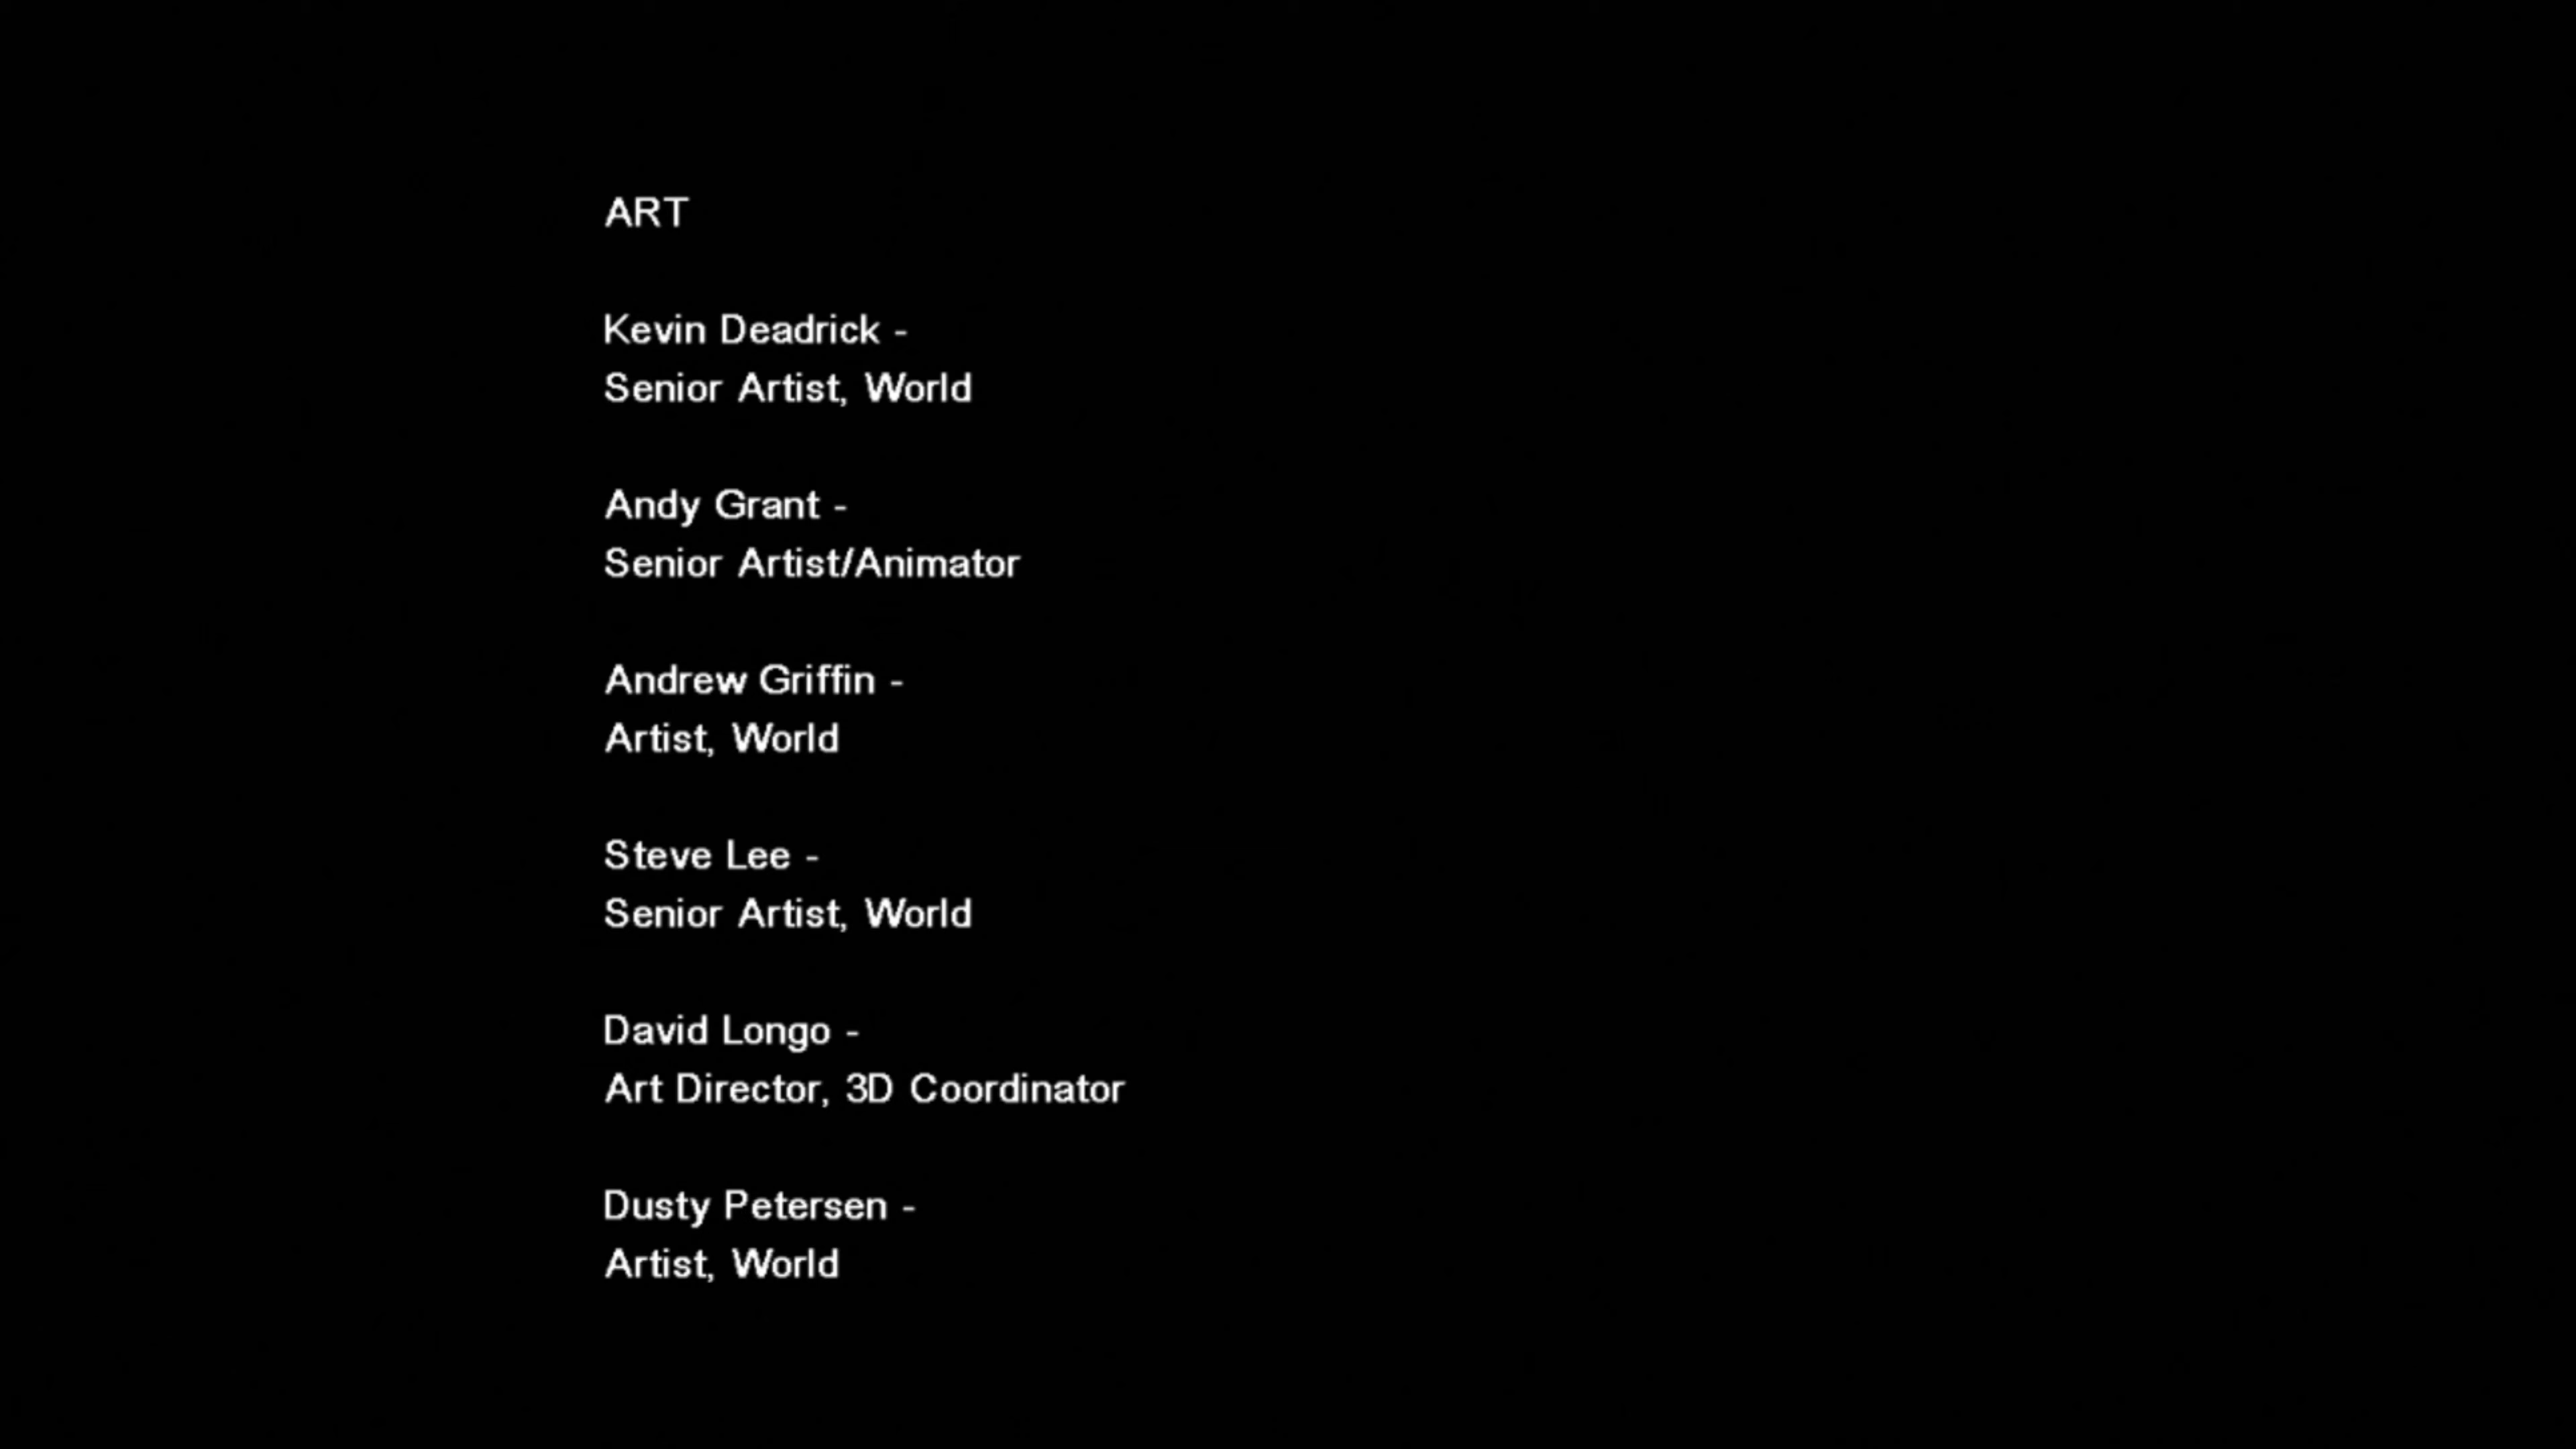 ART
Kevin Deadrick -
Senior Artist, World
Andy Grant -
Senior Artist/Animator
Andrew Griffin -
Artist, World
Steve Lee -
Senior Artist, World
David Longo -
Art Director, 3D Coordinator
Dusty Petersen -
Artist, World